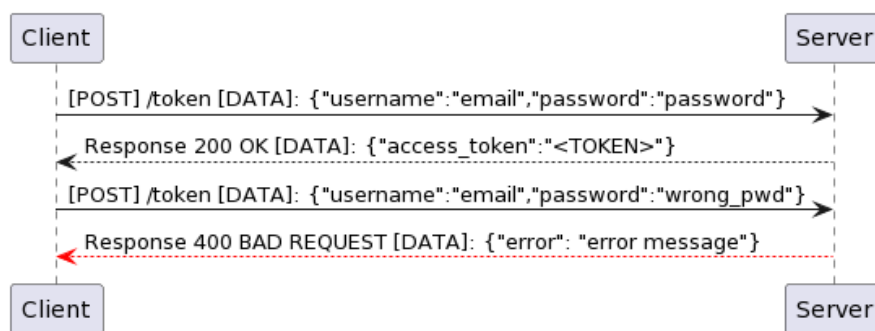 Client Server
[POST] /token [DATA]: {"username":"email","password":"password"}
Response 200 OK [DATA]: {"access_token":"<TOKEN>"}
[POST] /token [DATA]: {"username":"email","password":"wrong_pwd"}
Response 400 BAD REQUEST [DATA]: {"error": "error message"}
Client Server